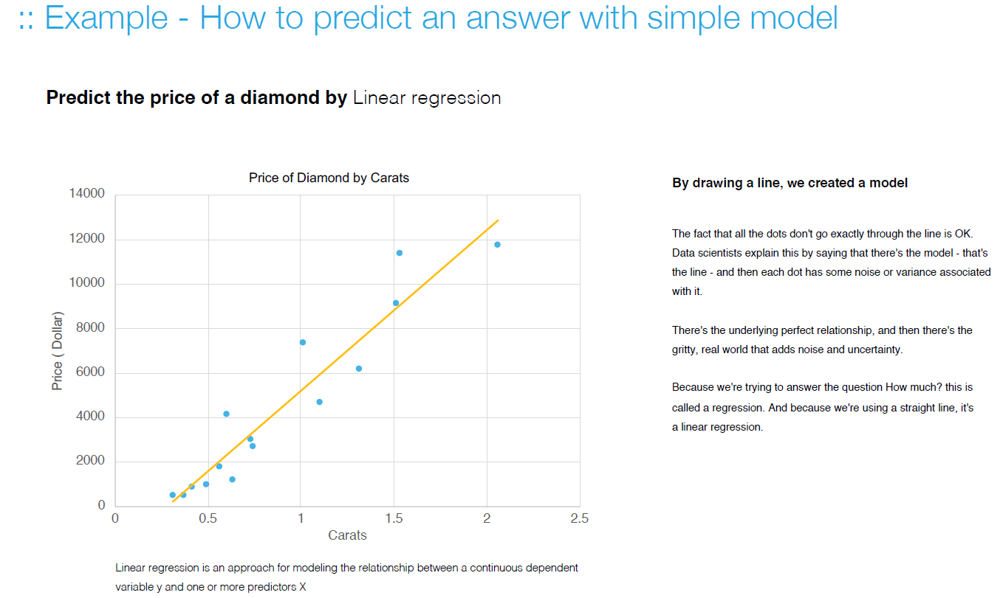 :: Example - How to predict an answer with simple model
Predict the price of a diamond by Linear regression
Price of Diamond by Carats
14000
12000
10000
8000
6000
4000
2000
0
Price ( Dollar)
0 0.5 1 1.5 2 2.5
Carats
Linear regression is an approach for modeling the relationship between a continuous dependent
variable y and one or more predictors X
By drawing a line, we created a model
The fact that all the dots don't go exactly through the line is OK.
Data scientists explain this by saying that there's the model - that's
the line - and then each dot has some noise or variance associated
with it.
There's the underlying perfect relationship, and then there's the
gritty, real world that adds noise and uncertainty.
Because we're trying to answer the question How much? this is
called a regression. And because we're using a straight line, it's
a linear regression.